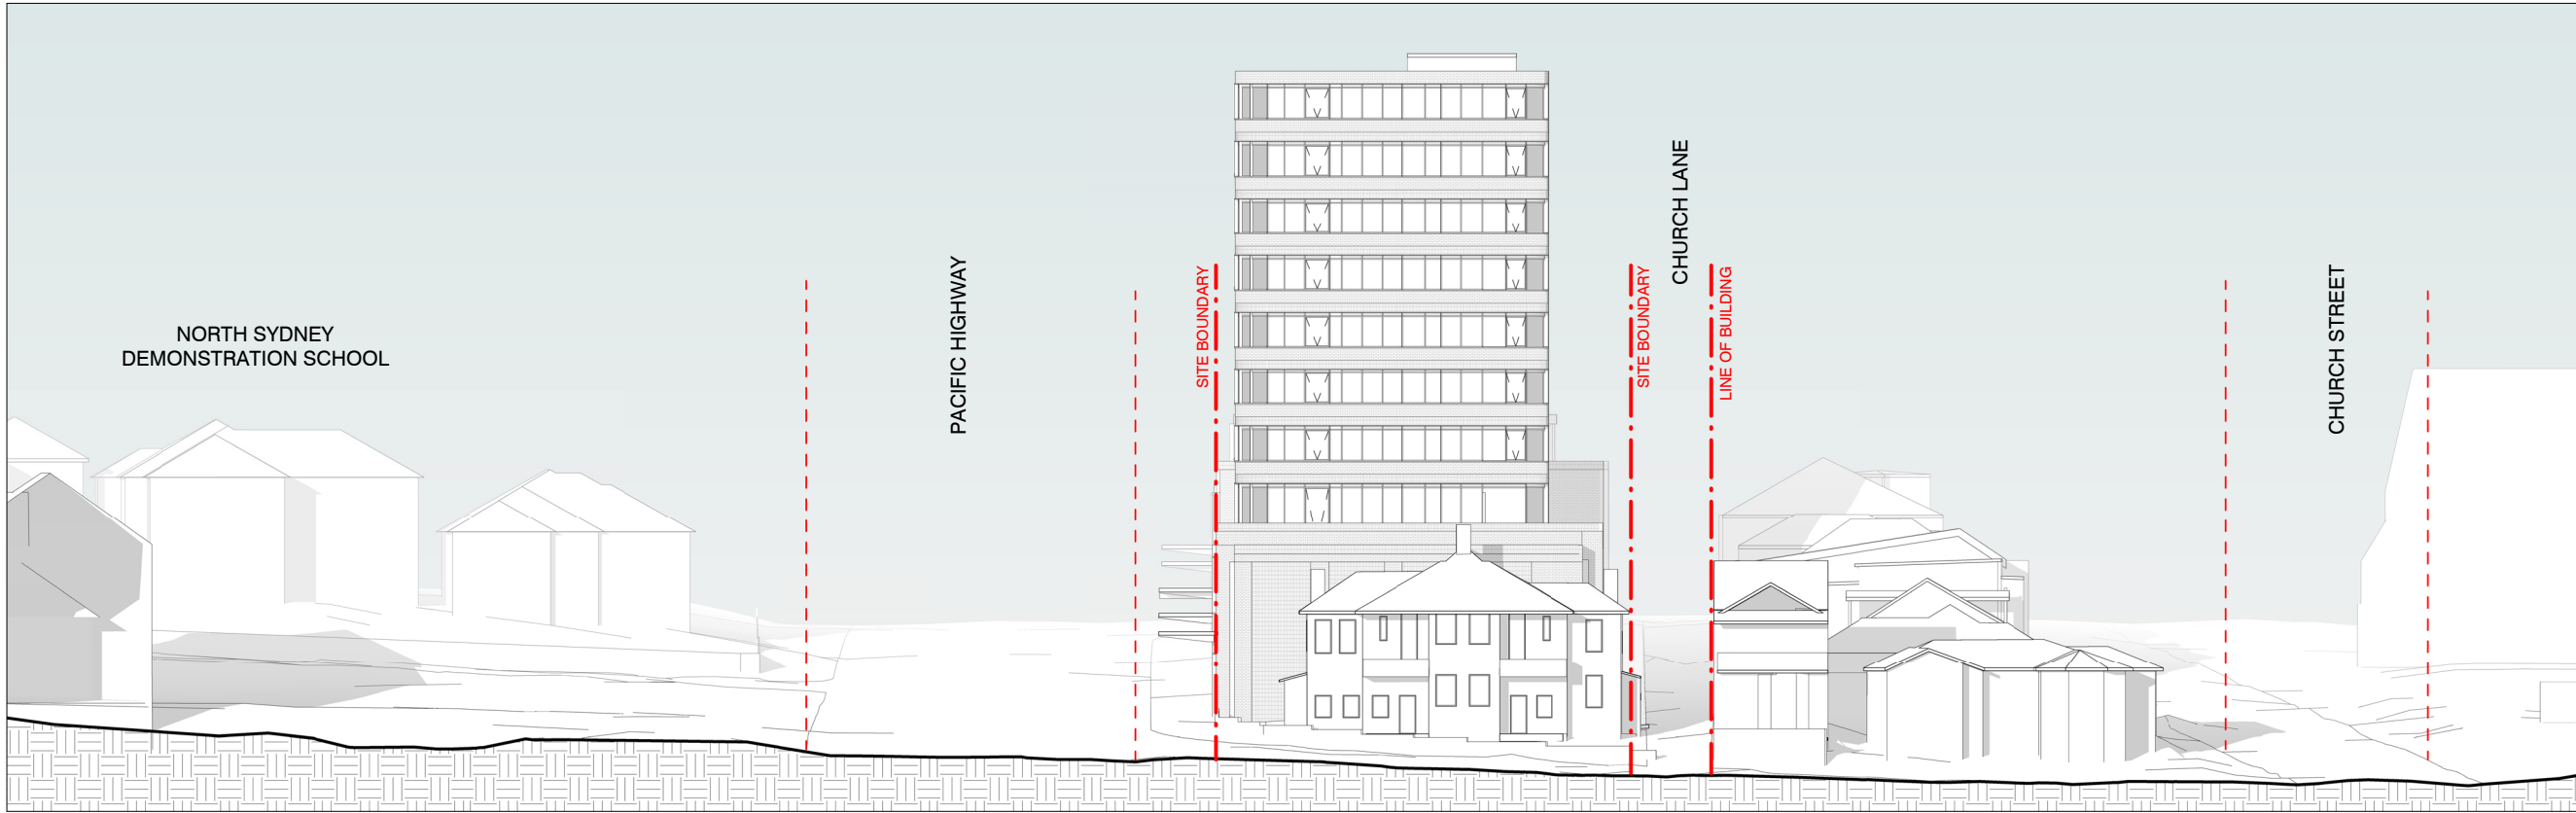 NORTH SYDNEY
DEMONSTRATION SCHOOL
PACIFIC HIGHWAY
SITE BOUNDARY
SITE BOUNDARY
CHURCH LANE
LINE OF BUILDING
CHURCH STREET